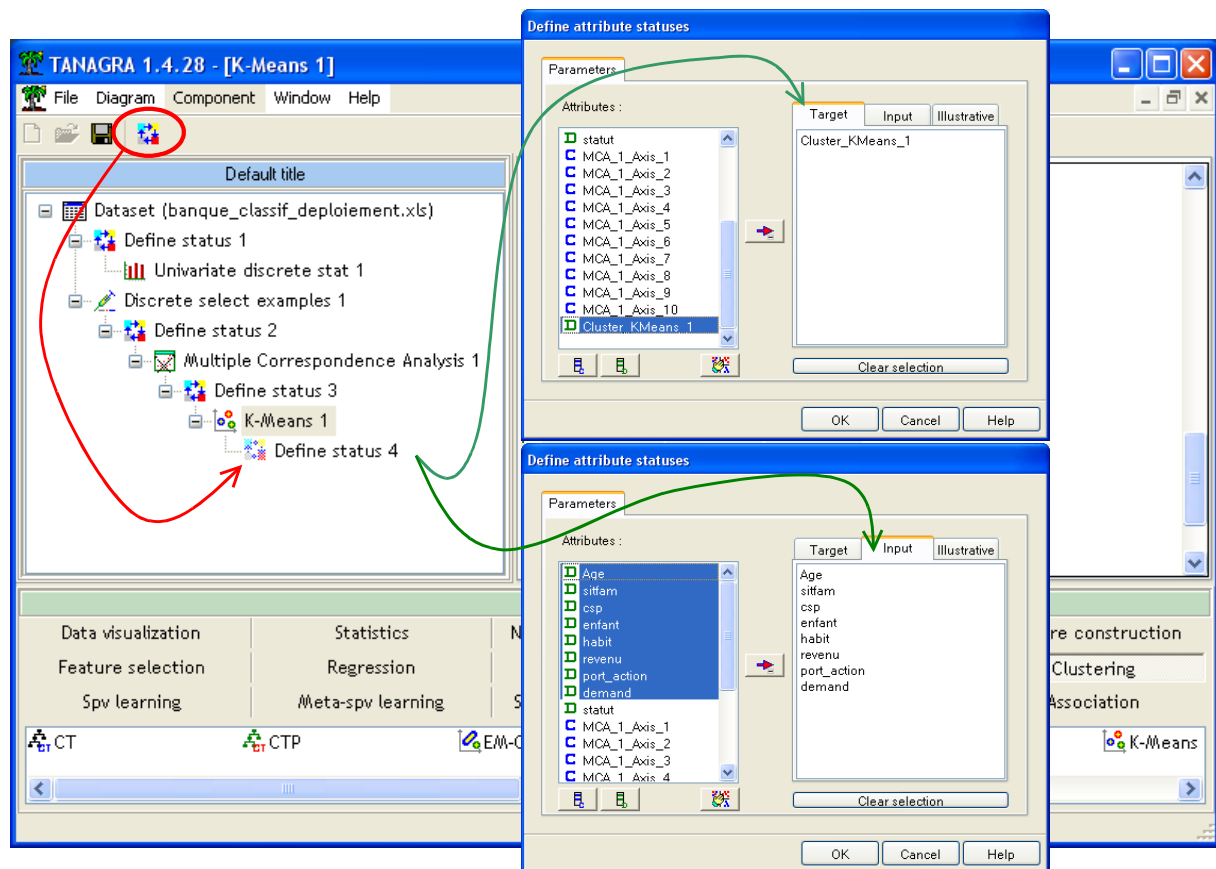 TANAGRA 1.4.28 - [K-Means 1]
File Diagram Component Window Help
Default title
Dataset (banque_classif_deploiement.xls)
Define status 1
Univariate discrete stat 1
Discrete select examples 1
Define status 2
Multiple Correspondence Analysis 1
Define status 3
K-Means 1
Define status 4
Define attribute statuses
Parameters
Attributes :
statut
MCA_1_Axis_1
MCA_1_Axis_2
MCA_1_Axis_3
MCA_1_Axis_4
MCA_1_Axis_5
MCA_1_Axis_6
MCA_1_Axis_7
MCA_1_Axis_8
MCA_1_Axis_9
MCA_1_Axis_10
Cluster_KMeans_1
Target Input Illustrative
Cluster_KMeans_1
Clear selection
OK Cancel Help
Define attribute statuses
Parameters
Attributes :
Age
sitfam
csp
enfant
habit
revenu
port_action
demand
statut
MCA_1_Axis_1
MCA_1_Axis_2
MCA_1_Axis_3
MCA_1_Axis_4
Target Input Illustrative
Age
sitfam
csp
enfant
habit
revenu
port_action
demand
Clear selection
OK Cancel Help
Data visualization Statistics N re construction
Feature selection Regression Clustering
Spv learning Meta-spv learning S Association
CT CTP EM-C K-Means